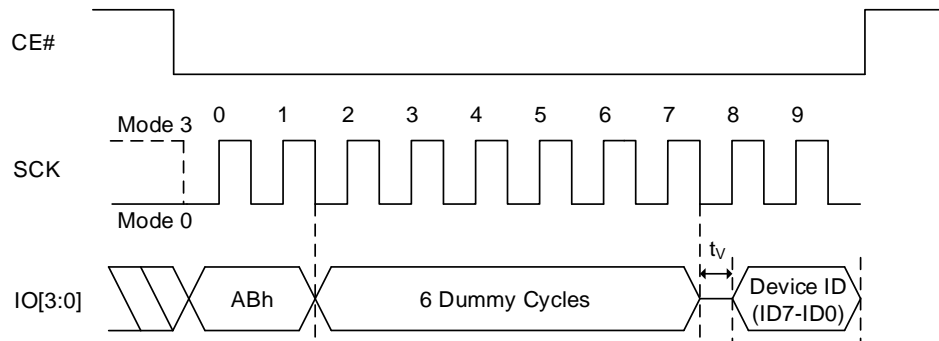 CE#
0 1 2 3 4 5 6 7 8 9
Mode 3
SCK
Mode 0
tV
IO[3:0]
ABh
6 Dummy Cycles
Device ID
(ID7-ID0)